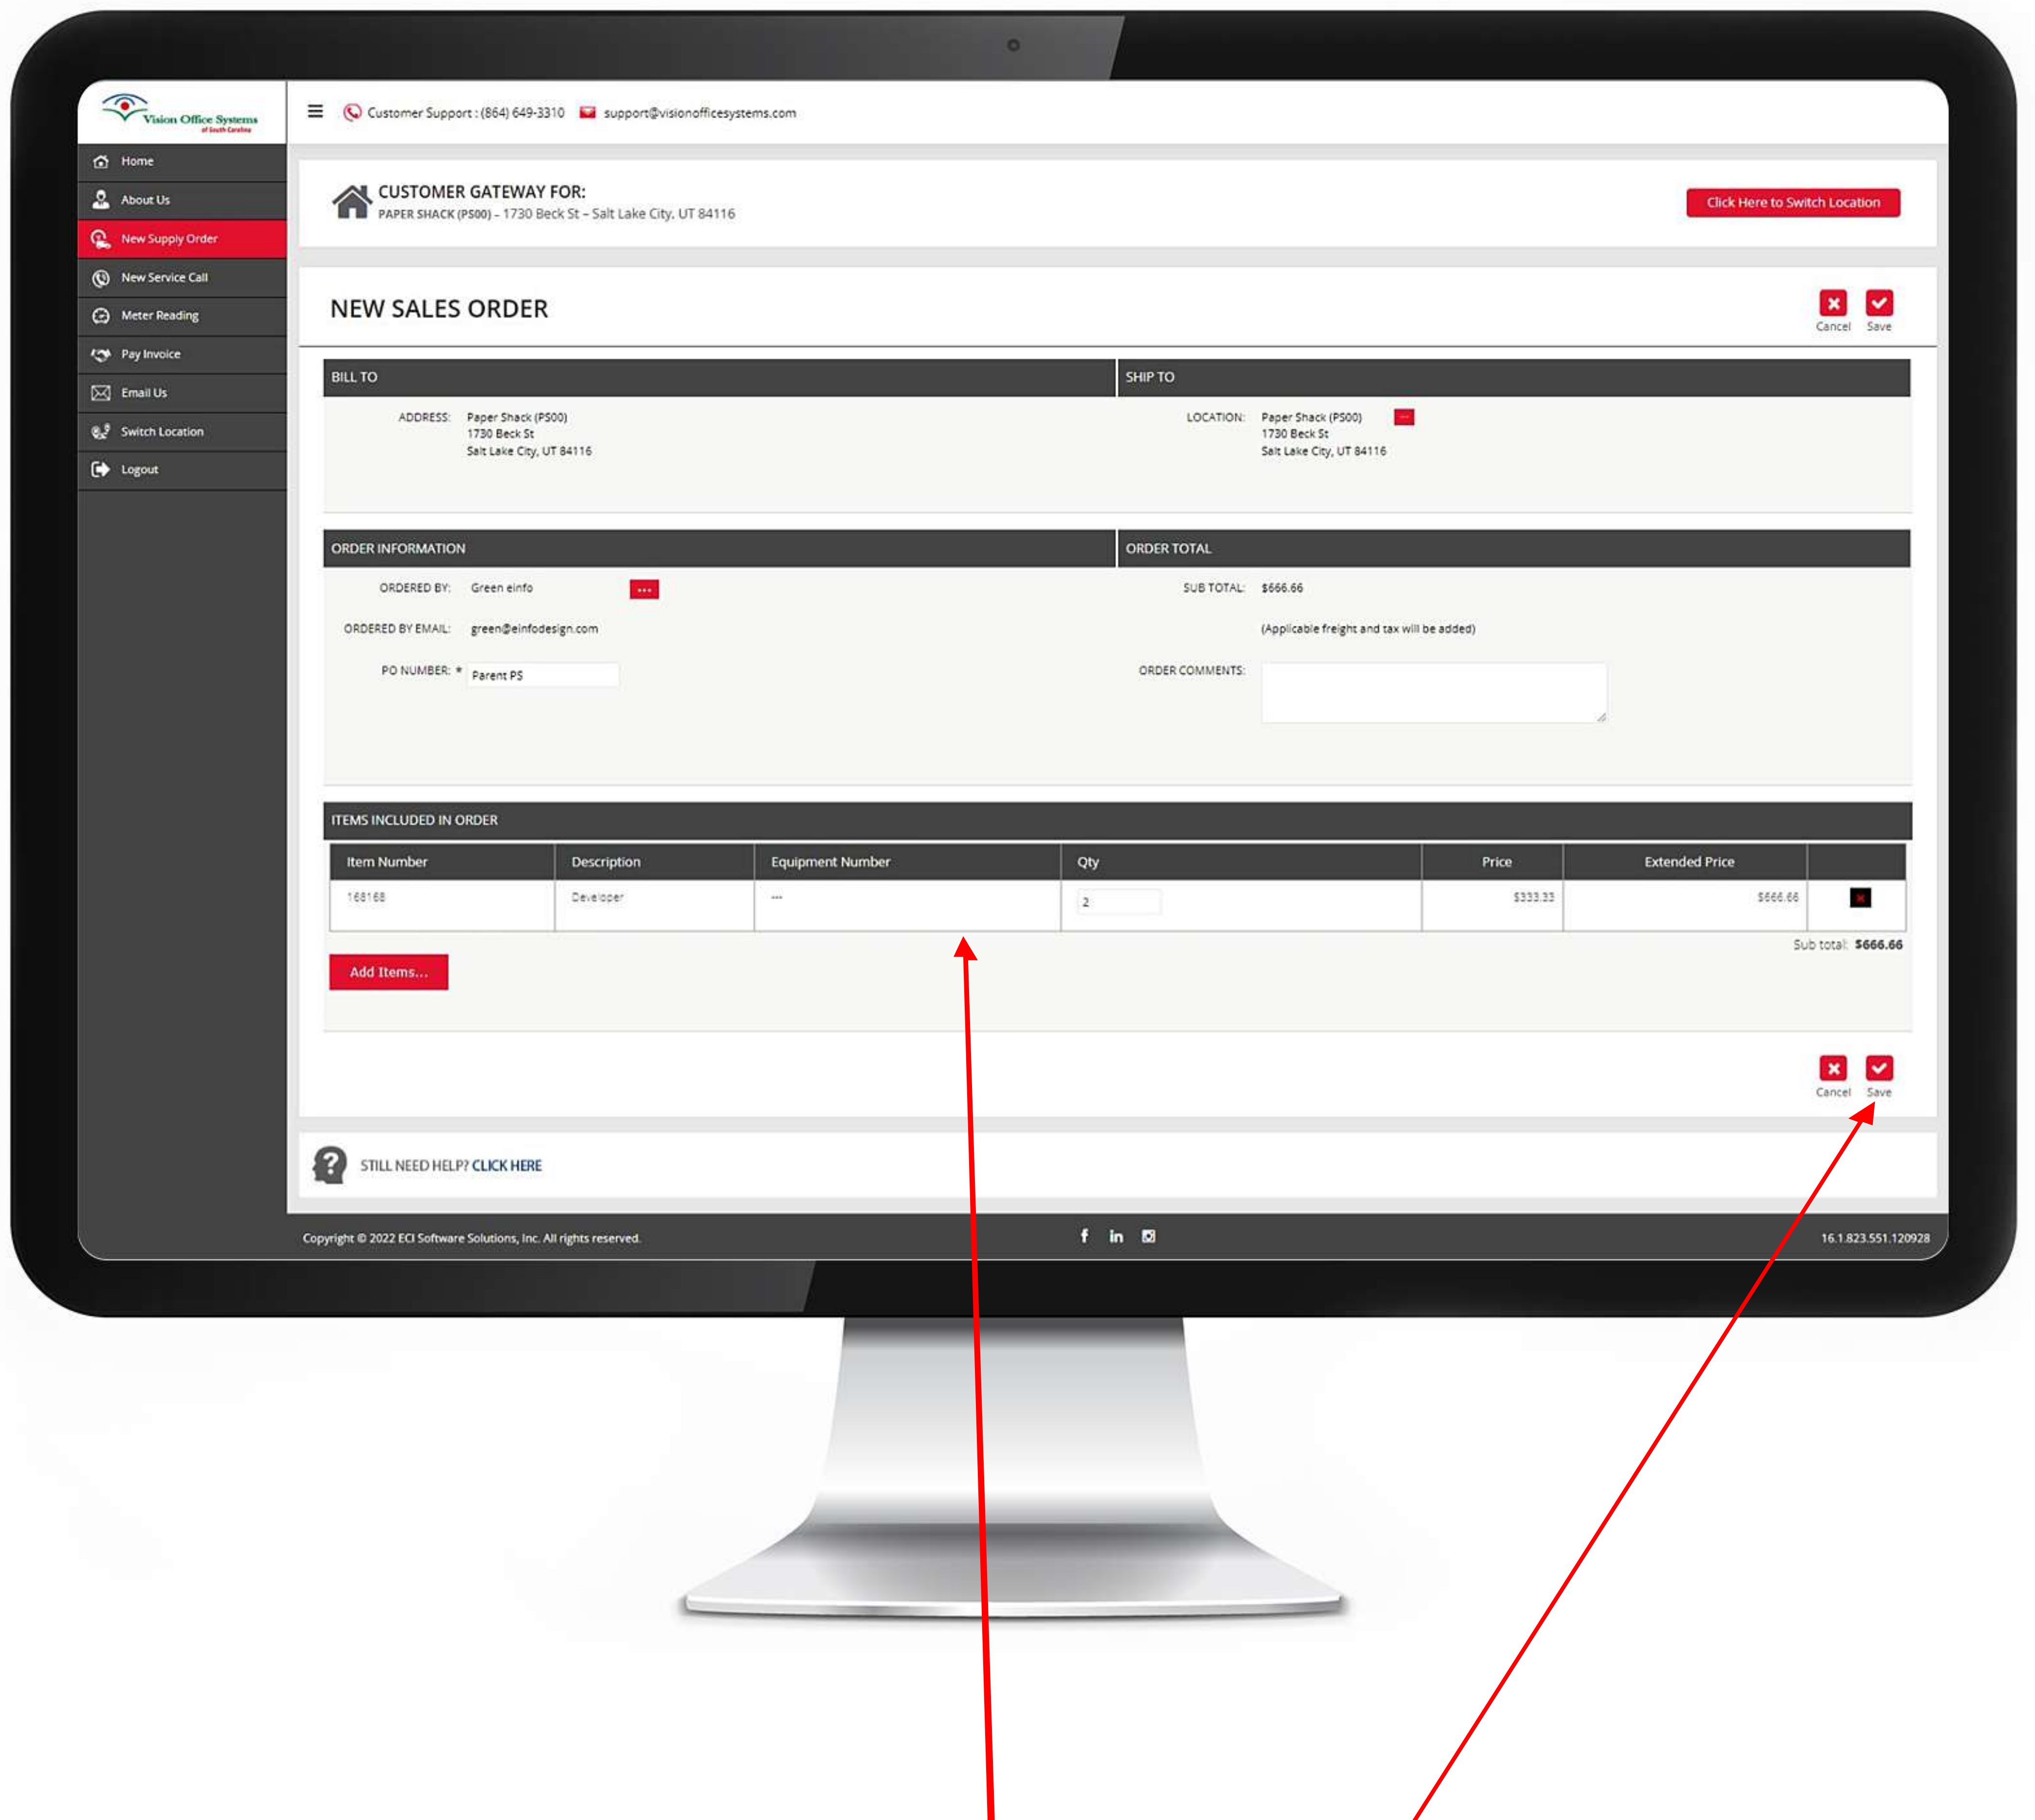 Vision Office Systems
of South Carolina
Customer Support : (864) 649-3310 support@visionofficesystems.com
Home
About Us
New Supply Order
New Service Call
Meter Reading
Pay Invoice
Email Us
Switch Location
Logout
CUSTOMER GATEWAY FOR:
PAPER SHACK (PS00) – 1730 Beck St – Salt Lake City, UT 84116
Click Here to Switch Location
NEW SALES ORDER
Cancel Save
BILL TO
ADDRESS: Paper Shack (PS00)
1730 Beck St
Salt Lake City, UT 84116
SHIP TO
LOCATION: Paper Shack (PS00) ...
1730 Beck St
Salt Lake City, UT 84116
ORDER INFORMATION
ORDERED BY: Green einfo ...
ORDERED BY EMAIL: green@einfodesign.com
PO NUMBER: * Parent PS
ORDER TOTAL
SUB TOTAL: $666.66
(Applicable freight and tax will be added)
ORDER COMMENTS:
ITEMS INCLUDED IN ORDER
Item Number Description Equipment Number Qty Price Extended Price
168168 Developer --- 2 $333.33 $666.66
Sub total: $666.66
Add Items...
Cancel Save
STILL NEED HELP? CLICK HERE
Copyright © 2022 ECI Software Solutions, Inc. All rights reserved.
f in
16.1.823.551.120928